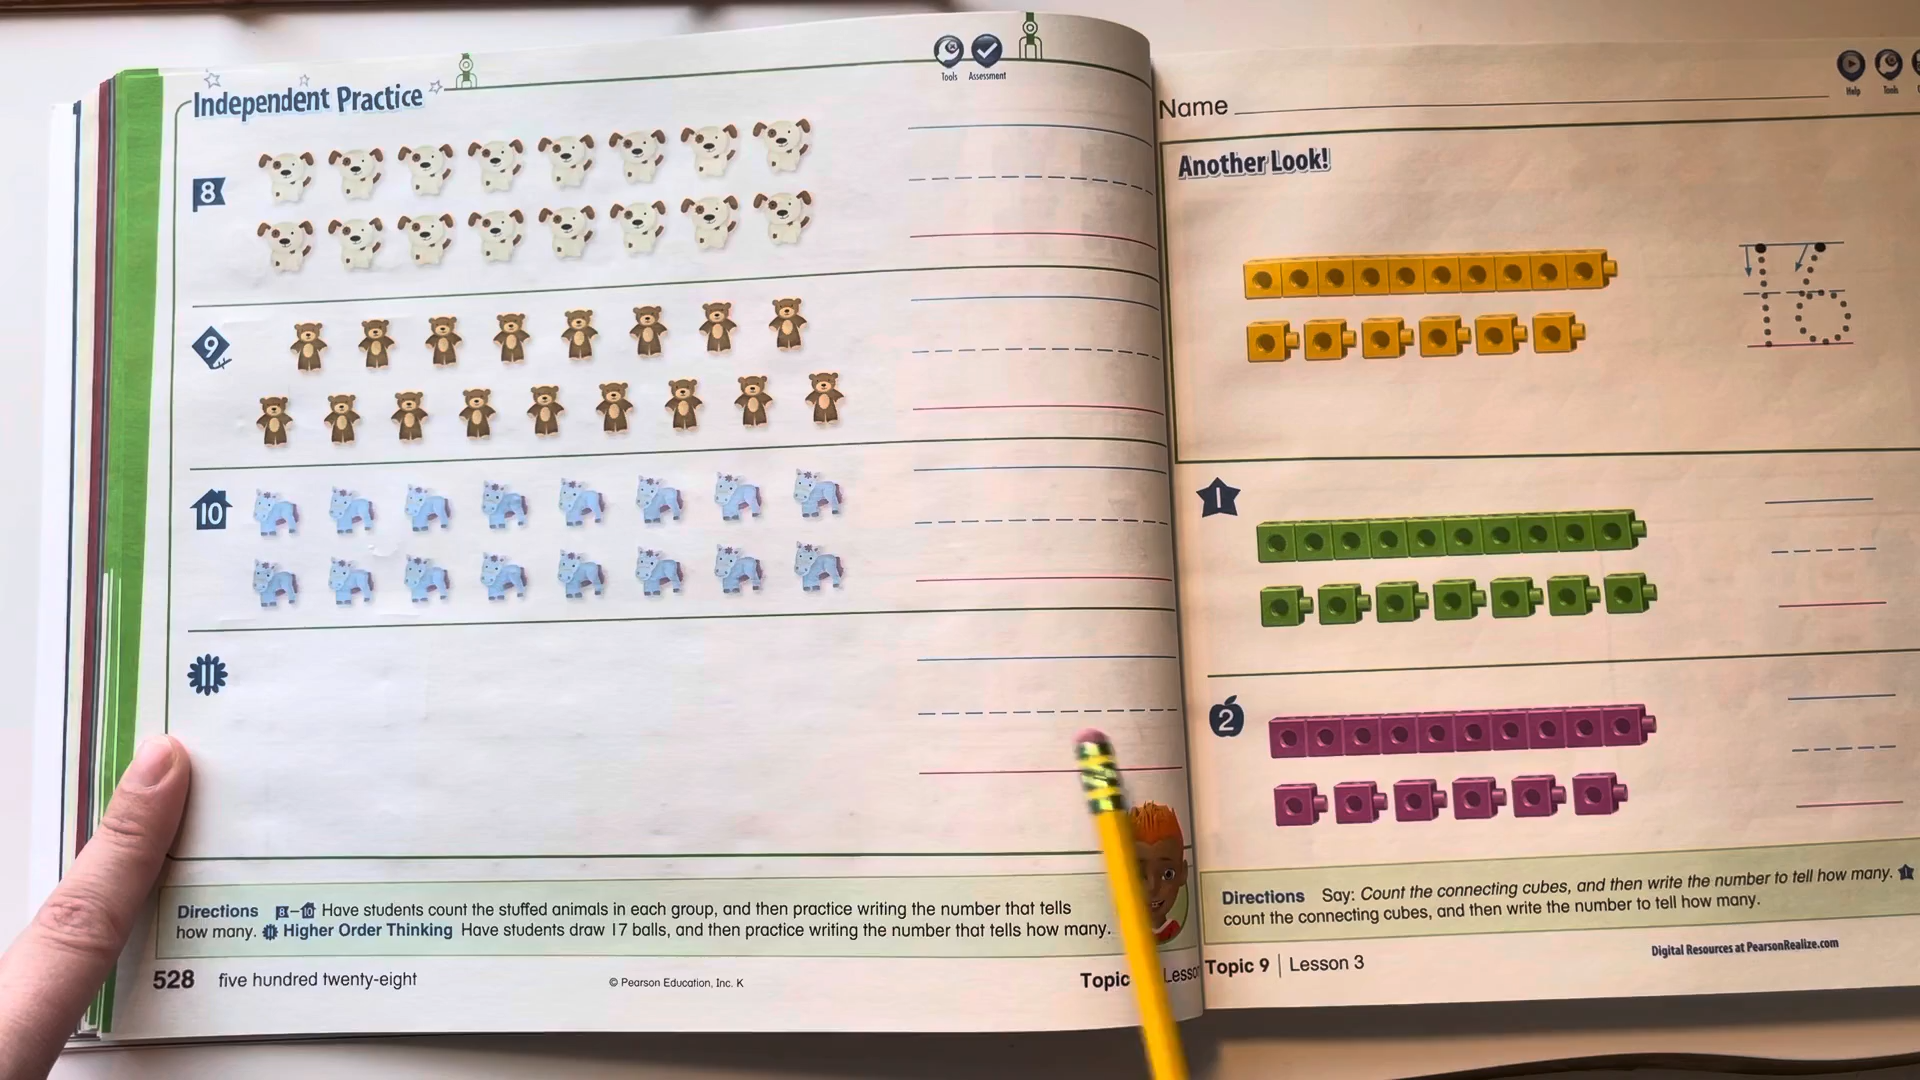 Independent Practice
Tools Assessment
8
9
10
11
Directions 8–10 Have students count the stuffed animals in each group, and then practice writing the number that tells
how many. 11 Higher Order Thinking Have students draw 17 balls, and then practice writing the number that tells how many.
528 five hundred twenty-eight
© Pearson Education, Inc. K
Topic
Name
Help Tools
Another Look!
16
1
2
Directions Say: Count the connecting cubes, and then write the number to tell how many. 1
count the connecting cubes, and then write the number to tell how many.
Digital Resources at PearsonRealize.com
Topic 9 | Lesson 3